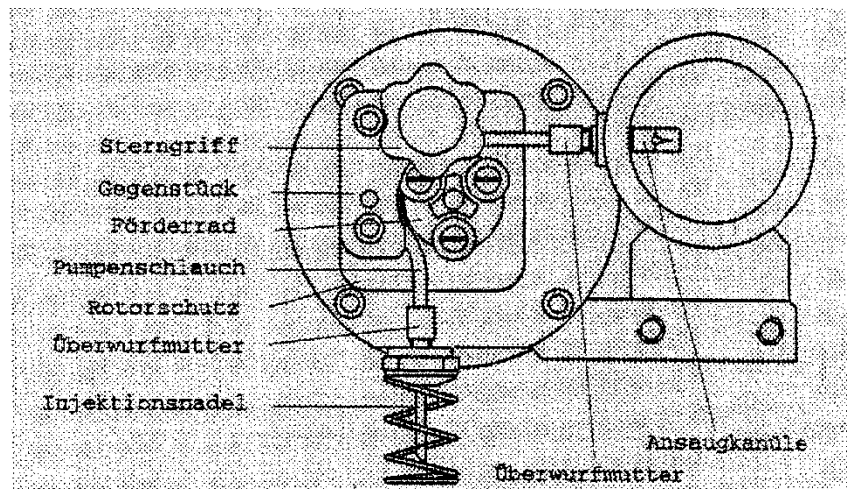 Sterngriff
Gegenstück
Förderrad
Pumpenschlauch
Rotorschutz
Überwurfmutter
Injektionsnadel
Ansaugkanüle
Überwurfmutter